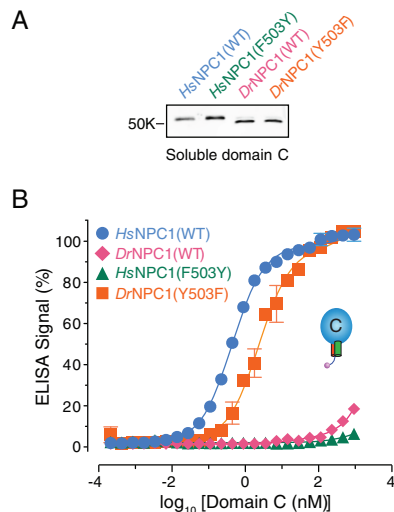 A
HsNPC1(WT)
HsNPC1(F503Y)
DrNPC1(WT)
DrNPC1(Y503F)
50K
Soluble domain C
B
HsNPC1(WT)
DrNPC1(WT)
HsNPC1(F503Y)
DrNPC1(Y503F)
ELISA Signal (%)
100
80
60
40
20
0
C
-4 -2 0 2 4
log10 [Domain C (nM)]